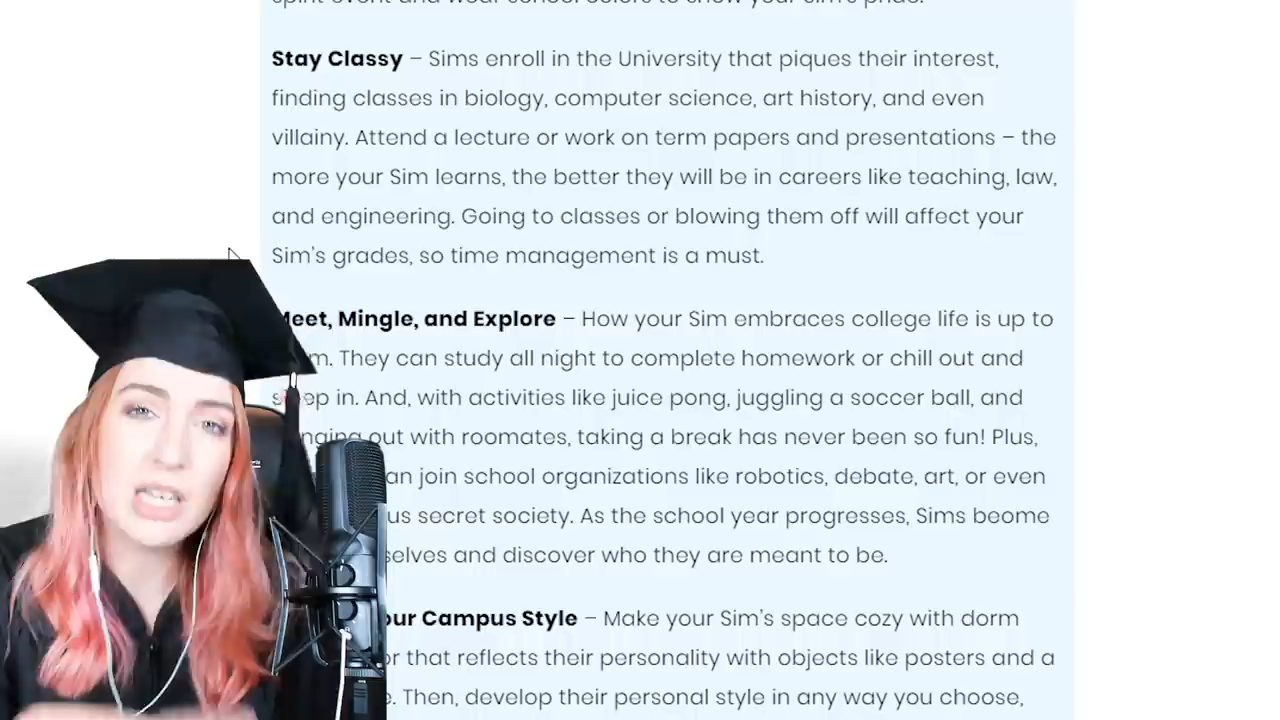 Stay Classy – Sims enroll in the University that piques their interest,
finding classes in biology, computer science, art history, and even
villainy. Attend a lecture or work on term papers and presentations – the
more your Sim learns, the better they will be in careers like teaching, law,
and engineering. Going to classes or blowing them off will affect your
Sim's grades, so time management is a must.
Meet, Mingle, and Explore – How your Sim embraces college life is up to
They can study all night to complete homework or chill out and
in. And, with activities like juice pong, juggling a soccer ball, and
out with roomates, taking a break has never been so fun! Plus,
join school organizations like robotics, debate, art, or even
secret society. As the school year progresses, Sims beome
and discover who they are meant to be.
Campus Style – Make your Sim's space cozy with dorm
that reflects their personality with objects like posters and a
Then, develop their personal style in any way you choose,